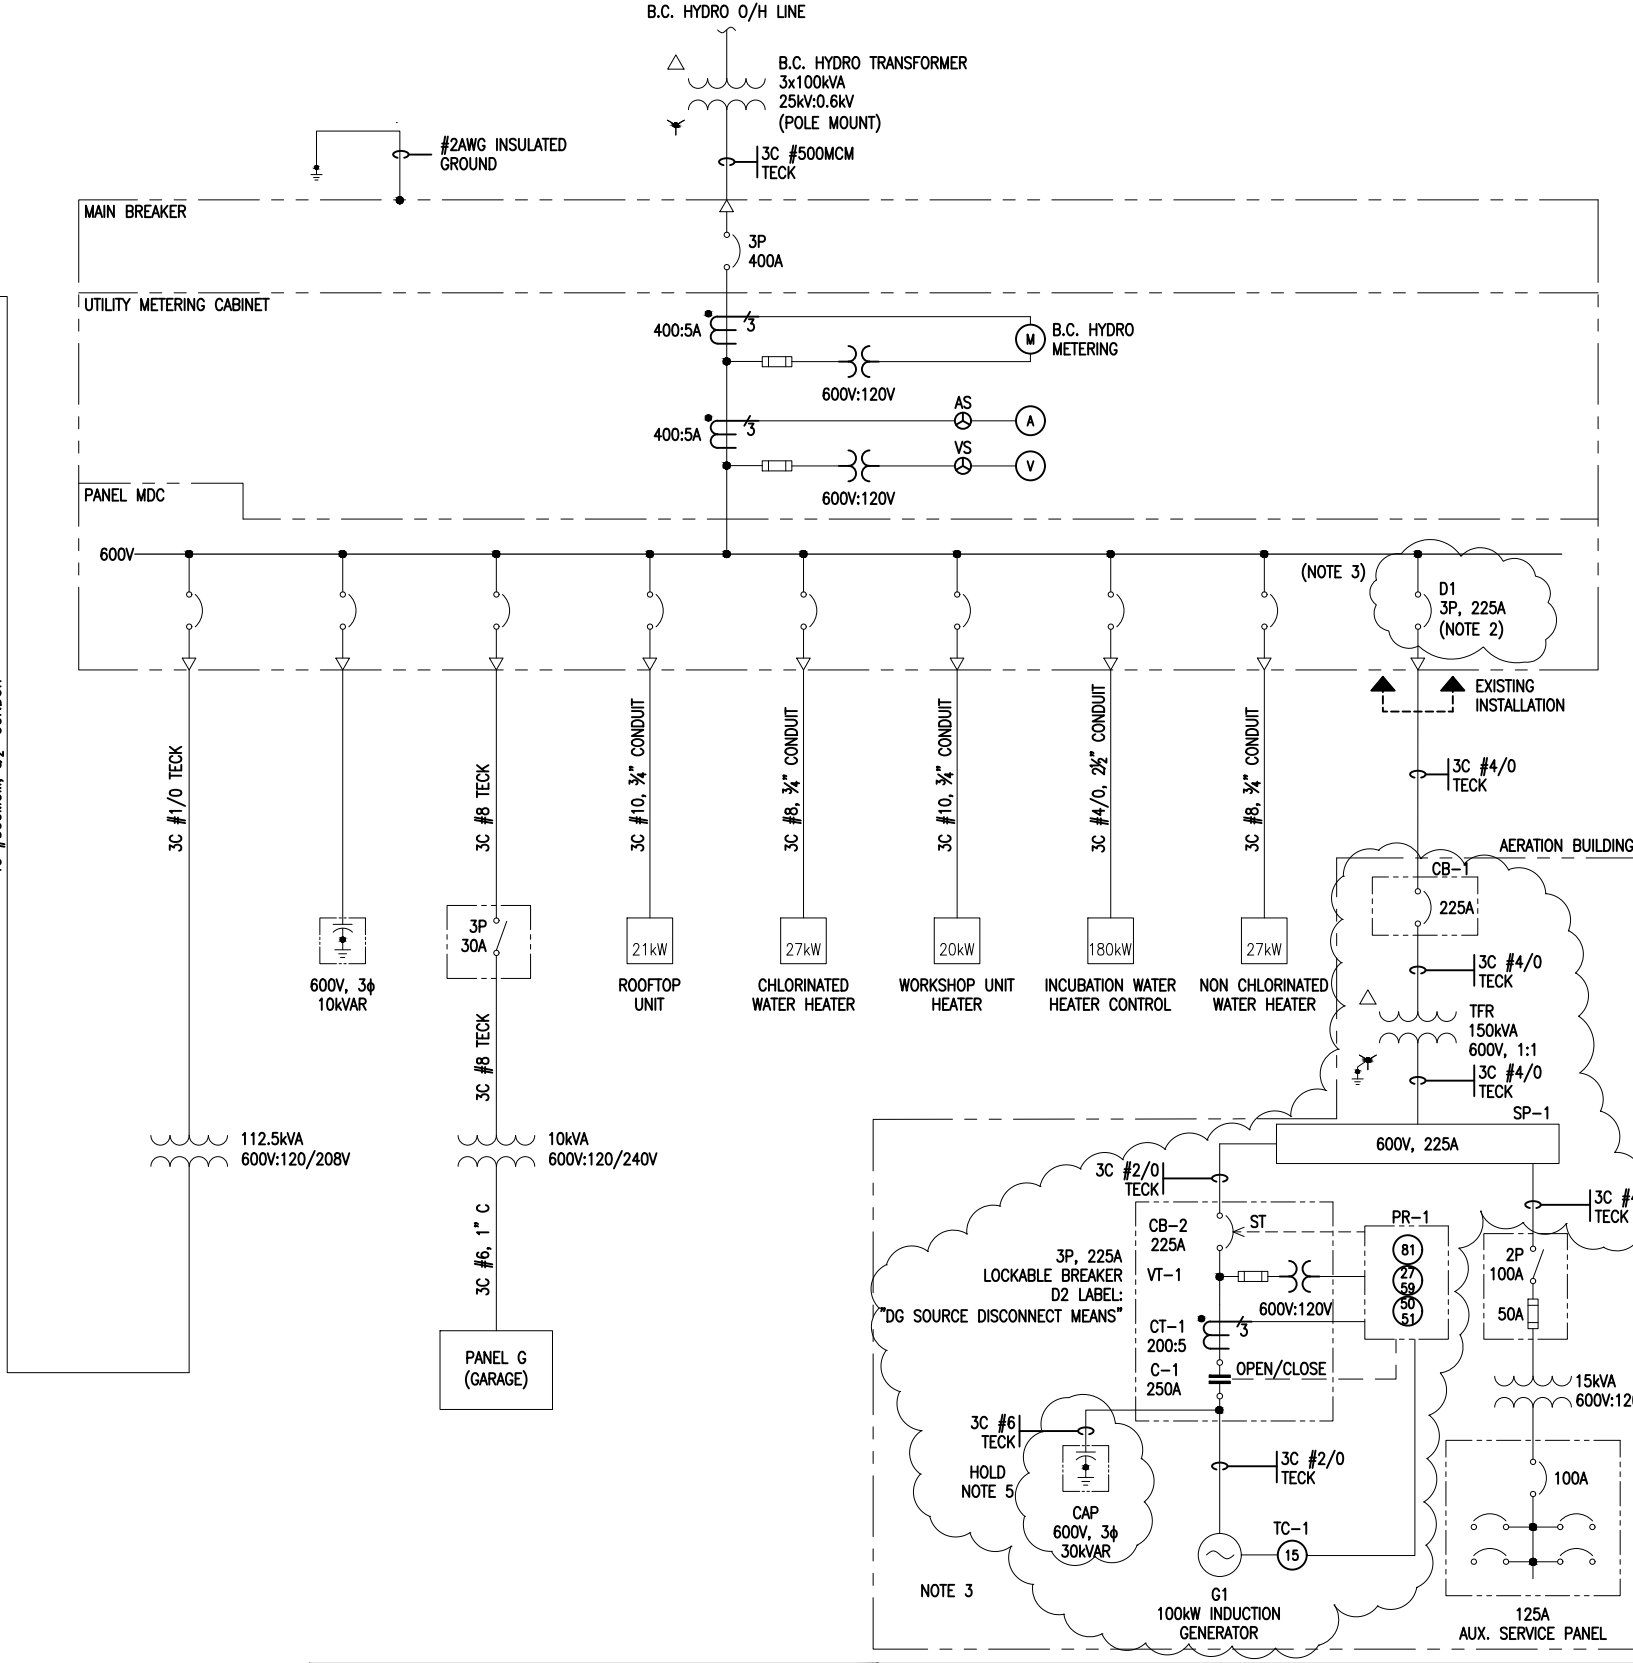 B.C. HYDRO O/H LINE
B.C. HYDRO TRANSFORMER
3x100kVA
25kV:0.6kV
(POLE MOUNT)
#2AWG INSULATED
GROUND
3C #500MCM
TECK
MAIN BREAKER
3P
400A
UTILITY METERING CABINET
400:5A
3
M
B.C. HYDRO
METERING
600V:120V
400:5A
3
AS
A
VS
V
600V:120V
PANEL MDC
600V
(NOTE 3)
D1
3P, 225A
(NOTE 2)
EXISTING
INSTALLATION
3C #1/0 TECK
3C #8 TECK
3C #10, ¾" CONDUIT
3C #8, ¾" CONDUIT
3C #10, ¾" CONDUIT
3C #4/0, 2½" CONDUIT
3C #8, ¾" CONDUIT
3C #4/0
TECK
AERATION BUILDING
CB-1
225A
600V, 3ϕ
10kVAR
3P
30A
21kW
ROOFTOP
UNIT
27kW
CHLORINATED
WATER HEATER
20kW
WORKSHOP UNIT
HEATER
180kW
INCUBATION WATER
HEATER CONTROL
27kW
NON CHLORINATED
WATER HEATER
3C #4/0
TECK
TFR
150kVA
600V, 1:1
3C #4/0
TECK
3C #8 TECK
SP-1
600V, 225A
112.5kVA
600V:120/208V
10kVA
600V:120/240V
3C #6, 1" C
PANEL G
(GARAGE)
3C #2/0
TECK
3C #
TECK
CB-2
225A
ST
PR-1
81
27
59
50
51
3P, 225A
LOCKABLE BREAKER
D2 LABEL:
"DG SOURCE DISCONNECT MEANS"
VT-1
600V:120V
CT-1
200:5
3
C-1
250A
OPEN/CLOSE
2P
100A
50A
15kVA
600V:12
3C #6
TECK
HOLD
NOTE 5
CAP
600V, 3ϕ
30kVAR
3C #2/0
TECK
TC-1
15
G1
100kW INDUCTION
GENERATOR
NOTE 3
100A
125A
AUX. SERVICE PANEL